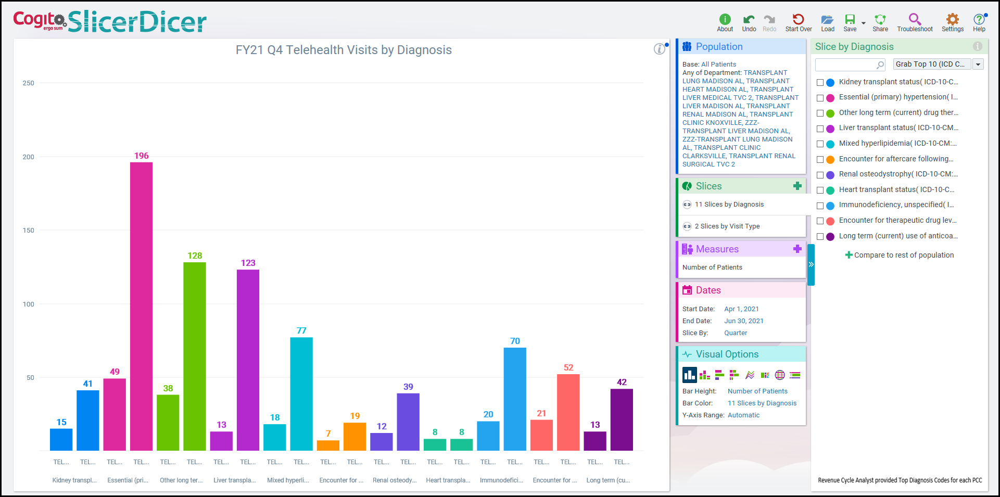 Cogito
ergo sum
SlicerDicer
About
Undo
Redo
Start Over
Load
Save
Share
Troubleshoot
Settings
Help
FY21 Q4 Telehealth Visits by Diagnosis
250
200
150
100
50
15
41
49
196
38
128
13
123
18
77
7
19
12
39
8
8
20
70
21
52
13
42
TEL... TEL... TEL... TEL... TEL... TEL... TEL... TEL... TEL... TEL... TEL... TEL... TEL... TEL... TEL... TEL... TEL... TEL... TEL... TEL... TEL... TEL...
Kidney transpl... Essential (pri... Other long ter... Liver transpla... Mixed hyperli... Encounter for ... Renal osteody... Heart transpla... Immunodefici... Encounter for ... Long term (cu...
Population
Base: All Patients
Any of Department: TRANSPLANT
LUNG MADISON AL, TRANSPLANT
HEART MADISON AL, TRANSPLANT
LIVER MEDICAL TVC 2, TRANSPLANT
LIVER MADISON AL, TRANSPLANT
RENAL MADISON AL, TRANSPLANT
CLINIC KNOXVILLE, ZZZ-
TRANSPLANT LIVER MADISON AL,
ZZZ-TRANSPLANT LUNG MADISON
AL, TRANSPLANT CLINIC
CLARKSVILLE, TRANSPLANT RENAL
SURGICAL TVC 2
Slices
11 Slices by Diagnosis
2 Slices by Visit Type
Measures
Number of Patients
Dates
Start Date: Apr 1, 2021
End Date: Jun 30, 2021
Slice By: Quarter
Visual Options
Bar Height: Number of Patients
Bar Color: 11 Slices by Diagnosis
Y-Axis Range: Automatic
Slice by Diagnosis
Grab Top 10 (ICD C...
Kidney transplant status( ICD-10-C...
Essential (primary) hypertension( I...
Other long term (current) drug ther...
Liver transplant status( ICD-10-CM...
Mixed hyperlipidemia( ICD-10-CM:...
Encounter for aftercare following...
Renal osteodystrophy( ICD-10-CM:...
Heart transplant status( ICD-10-C...
Immunodeficiency, unspecified( I...
Encounter for therapeutic drug lev...
Long term (current) use of anticoa...
Compare to rest of population
Revenue Cycle Analyst provided Top Diagnosis Codes for each PCC